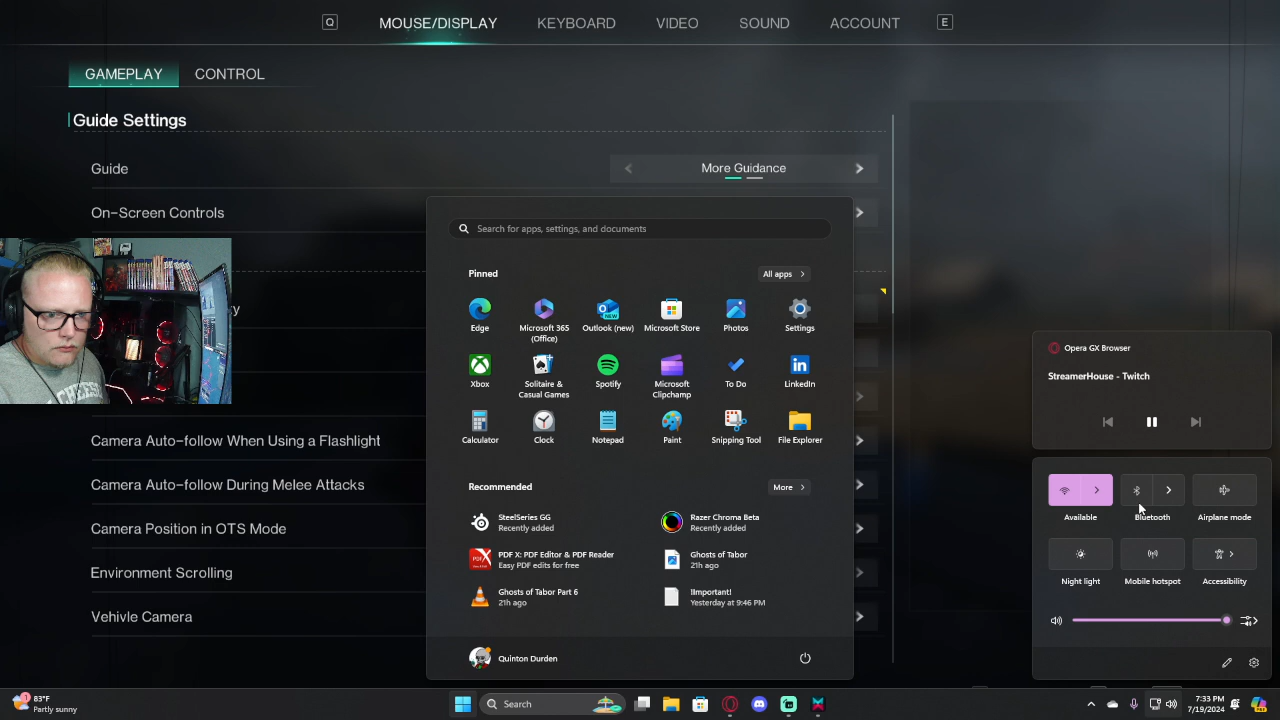 Q
MOUSE/DISPLAY
KEYBOARD
VIDEO
SOUND
ACCOUNT
E
GAMEPLAY
CONTROL
Guide Settings
Guide
More Guidance
On-Screen Controls
y
Camera Auto-follow When Using a Flashlight
Camera Auto-follow During Melee Attacks
Camera Position in OTS Mode
Environment Scrolling
Vehivle Camera
Search for apps, settings, and documents
Pinned
All apps
Edge
Microsoft 365
(Office)
Outlook (new)
Microsoft Store
Photos
Settings
Xbox
Solitaire &
Casual Games
Spotify
Microsoft
Clipchamp
To Do
LinkedIn
Calculator
Clock
Notepad
Paint
Snipping Tool
File Explorer
Recommended
More
SteelSeries GG
Recently added
Razer Chroma Beta
Recently added
PDF X: PDF Editor & PDF Reader
Easy PDF edits for free
Ghosts of Tabor
21h ago
Ghosts of Tabor Part 6
21h ago
!Important!
Yesterday at 9:46 PM
Quinton Durden
Opera GX Browser
StreamerHouse - Twitch
Available
Bluetooth
Airplane mode
Night light
Mobile hotspot
Accessibility
1
83°F
Partly sunny
Search
7:33 PM
7/19/2024